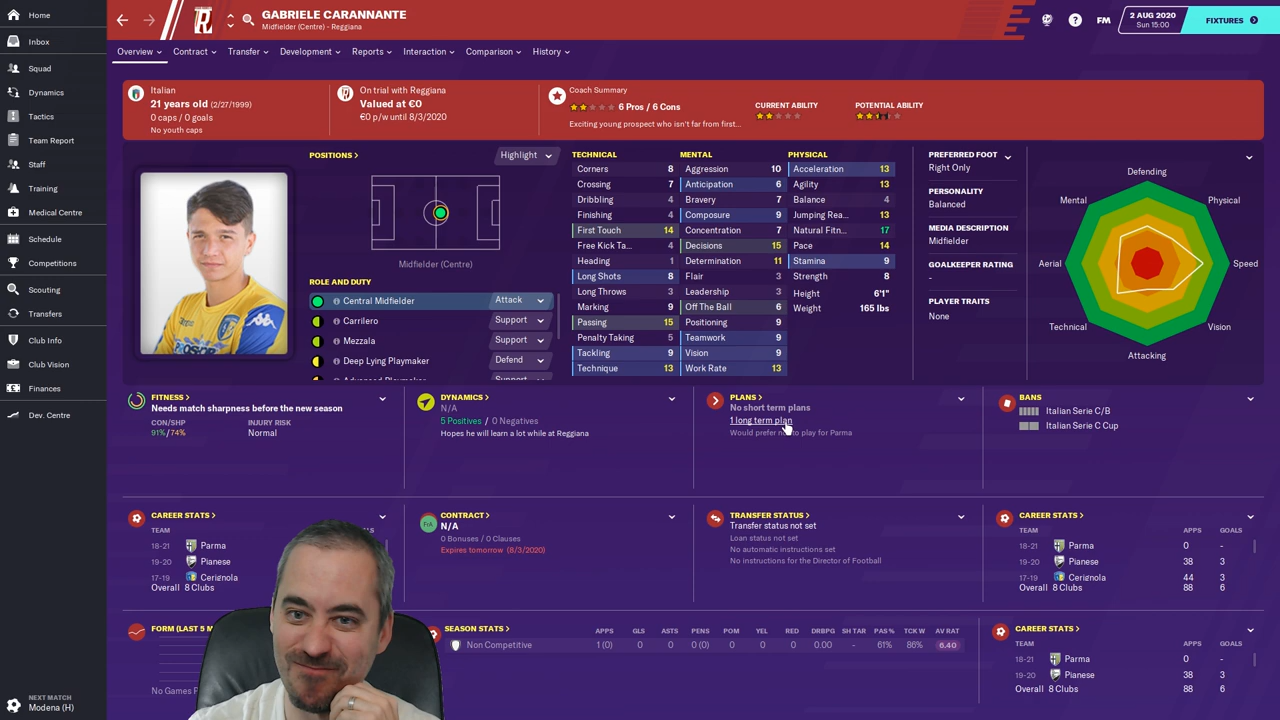 Home
Inbox
Squad
Dynamics
Tactics
Team Report
Staff
Training
Medical Centre
Schedule
Competitions
Scouting
Transfers
Club Info
Club Vision
Finances
Dev. Centre
NEXT MATCH
Modena (H)
GABRIELE CARANNANTE
Midfielder (Centre) - Reggiana
FM
2 AUG 2020
Sun 15:00
FIXTURES
Overview Contract Transfer Development Reports Interaction Comparison History
Italian
21 years old (2/27/1999)
0 caps / 0 goals
No youth caps
On trial with Reggiana
Valued at €0
€0 p/w until 8/3/2020
Coach Summary
6 Pros / 6 Cons
Exciting young prospect who isn't far from first...
CURRENT ABILITY
POTENTIAL ABILITY
POSITIONS
Highlight
Midfielder (Centre)
ROLE AND DUTY
Central Midfielder Attack
Carrilero Support
Mezzala Support
Deep Lying Playmaker Defend
TECHNICAL
Corners 8
Crossing 7
Dribbling 4
Finishing 4
First Touch 14
Free Kick Ta... 4
Heading 1
Long Shots 8
Long Throws 3
Marking 9
Passing 15
Penalty Taking 5
Tackling 9
Technique 13
MENTAL
Aggression 10
Anticipation 6
Bravery 7
Composure 9
Concentration 7
Decisions 15
Determination 11
Flair 3
Leadership 3
Off The Ball 6
Positioning 9
Teamwork 9
Vision 9
Work Rate 13
PHYSICAL
Acceleration 13
Agility 13
Balance 4
Jumping Rea... 13
Natural Fitn... 17
Pace 14
Stamina 9
Strength 8
Height 6'1"
Weight 165 lbs
PREFERRED FOOT
Right Only
PERSONALITY
Balanced
MEDIA DESCRIPTION
Midfielder
GOALKEEPER RATING
-
PLAYER TRAITS
None
Defending
Physical
Speed
Vision
Attacking
Technical
Aerial
Mental
FITNESS
Needs match sharpness before the new season
CON/SHP INJURY RISK
91%/74% Normal
DYNAMICS
N/A
5 Positives / 0 Negatives
Hopes he will learn a lot while at Reggiana
PLANS
No short term plans
1 long term plan
Would prefer to play for Parma
BANS
Italian Serie C/B
Italian Serie C Cup
CAREER STATS
TEAM
18-21 Parma
19-20 Pianese
17-19 Cerignola
Overall 8 Clubs
CONTRACT
N/A
0 Bonuses / 0 Clauses
Expires tomorrow (8/3/2020)
TRANSFER STATUS
Transfer status not set
Loan status not set
No automatic instructions set
No instructions for the Director of Football
CAREER STATS
TEAM APPS GOALS
18-21 Parma 0 -
19-20 Pianese 38 3
17-19 Cerignola 44 3
Overall 8 Clubs 88 6
FORM (LAST 5 M
No Games P
SEASON STATS
APPS GLS ASTS PENS POM YEL RED DRBPG SH TAR PAS% TCK W AV RAT
Non Competitive 1 (0) 0 0 0 (0) 0 0 0 0.00 - 61% 86% 6.40
CAREER STATS
TEAM APPS GOALS
18-21 Parma 0 -
19-20 Pianese 38 3
Overall 8 Clubs 88 6